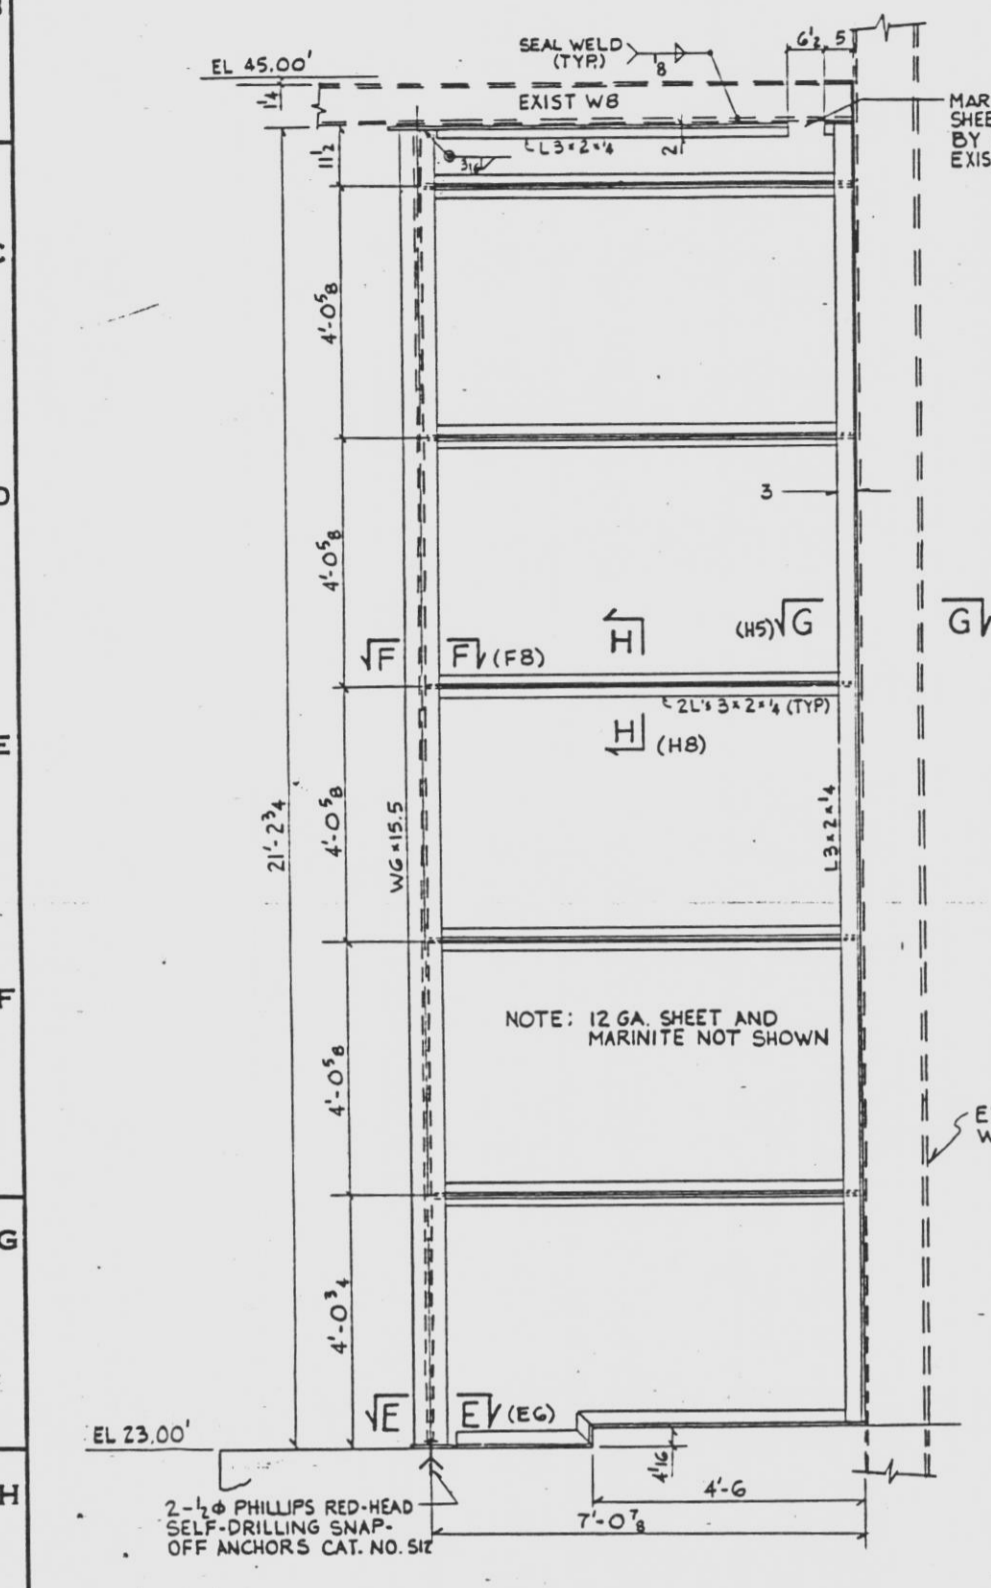 6½ 5
SEAL WELD
(TYP.)
1/8
EL 45.00'
1¼
EXIST W8
MAR
SHEE
BY
EXIS
L3×2×¼
2
3/16
11½
4'-0⅝
4'-0⅝
3
(H5) G
G
H
F
F (F8)
2L's 3×2×¼ (TYP)
H (H8)
21'-2¾
4'-0⅝
W6×15.5
L3×2×¼
F
NOTE: 12 GA. SHEET AND
MARINITE NOT SHOWN
4'-0⅝
E
W
G
4'-0¾
E
E (E6)
EL 23.00'
H
4'-6
7'-0⅞
2-½φ PHILLIPS RED-HEAD
SELF-DRILLING SNAP-
OFF ANCHORS CAT. NO.